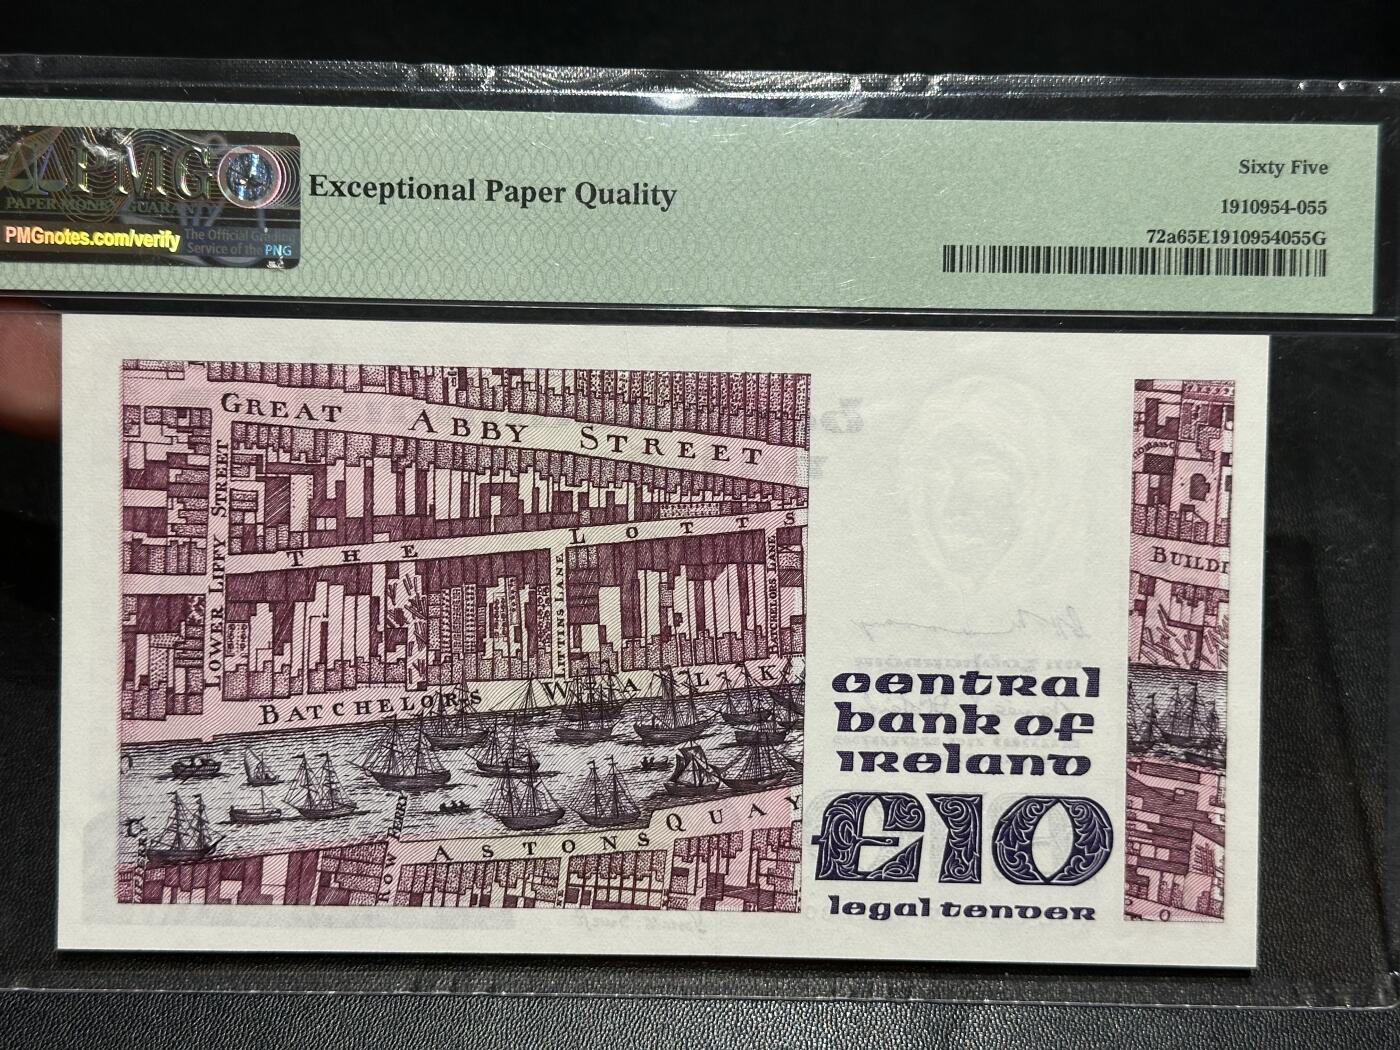 PMG
PAPER MONEY GUARANTY
PMGnotes.com/verify
The Official Grading
Service of the PNG
Exceptional Paper Quality
Sixty Five
1910954-055
72a65E1910954055G
GREAT ABBY STREET
LOWER LIFFY STREET
THE LOTTS
LANE
BATCHELORS LANE
BATCHELORS WALK
FERRY
ASTONS QUAY
ROW
BUILDI
central
bank of
ireland
£10
legal tender